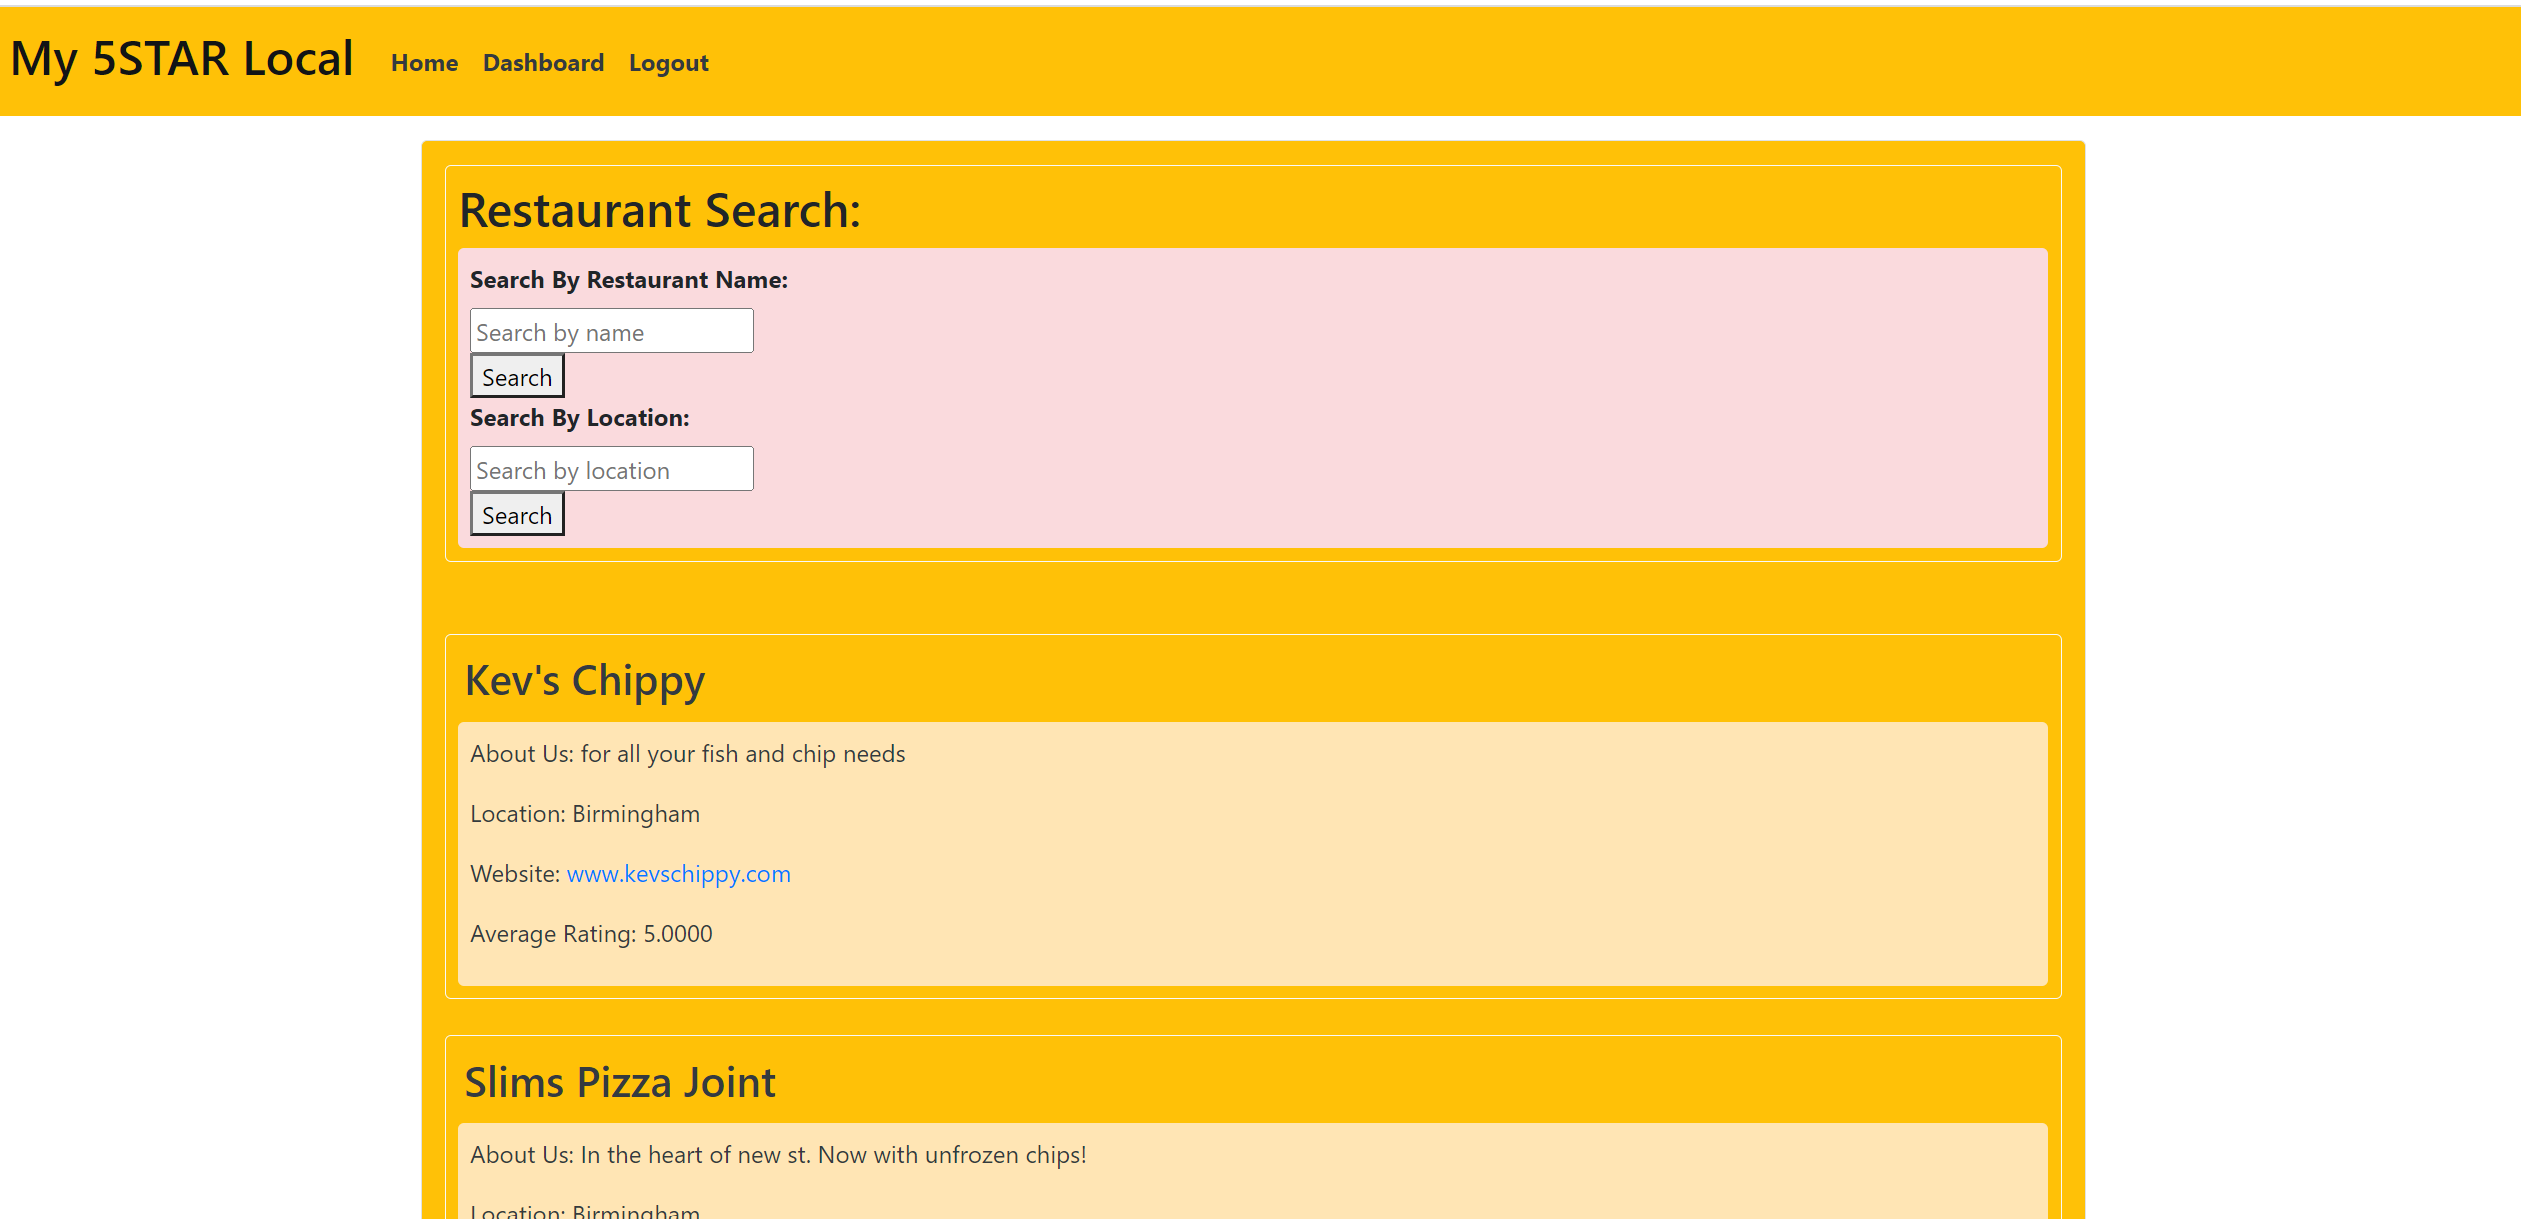 My 5STAR Local Home Dashboard Logout
Restaurant Search:
Search By Restaurant Name:
Search by name
Search
Search By Location:
Search by location
Search
Kev's Chippy
About Us: for all your fish and chip needs
Location: Birmingham
Website: www.kevschippy.com
Average Rating: 5.0000
Slims Pizza Joint
About Us: In the heart of new st. Now with unfrozen chips!
Location: Birmingham